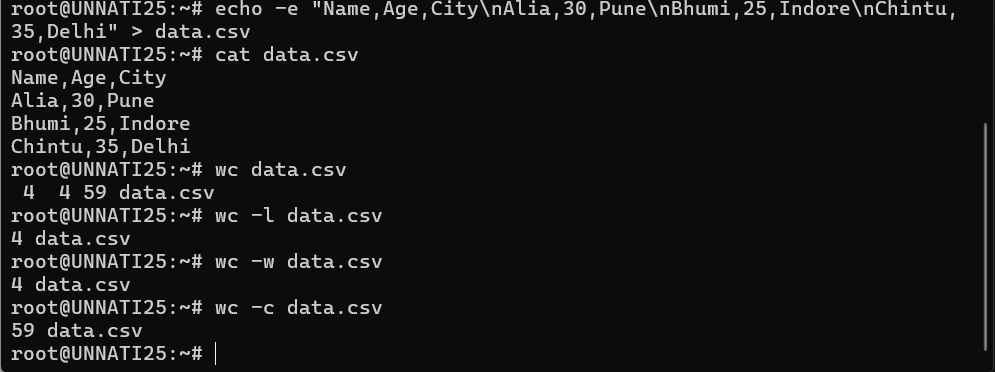 root@UNNATI25:~# echo -e "Name,Age,City\nAlia,30,Pune\nBhumi,25,Indore\nChintu,
35,Delhi" > data.csv
root@UNNATI25:~# cat data.csv
Name,Age,City
Alia,30,Pune
Bhumi,25,Indore
Chintu,35,Delhi
root@UNNATI25:~# wc data.csv
 4  4 59 data.csv
root@UNNATI25:~# wc -l data.csv
4 data.csv
root@UNNATI25:~# wc -w data.csv
4 data.csv
root@UNNATI25:~# wc -c data.csv
59 data.csv
root@UNNATI25:~#